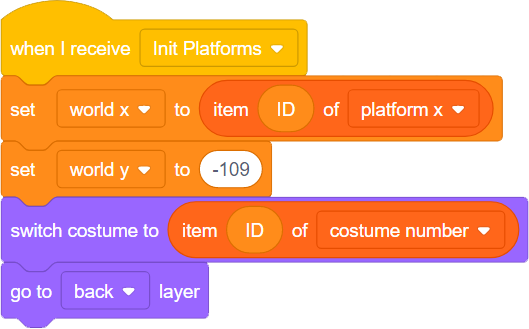 when I receive Init Platforms
set world x to item ID of platform x
set world y to -109
switch costume to item ID of costume number
go to back layer